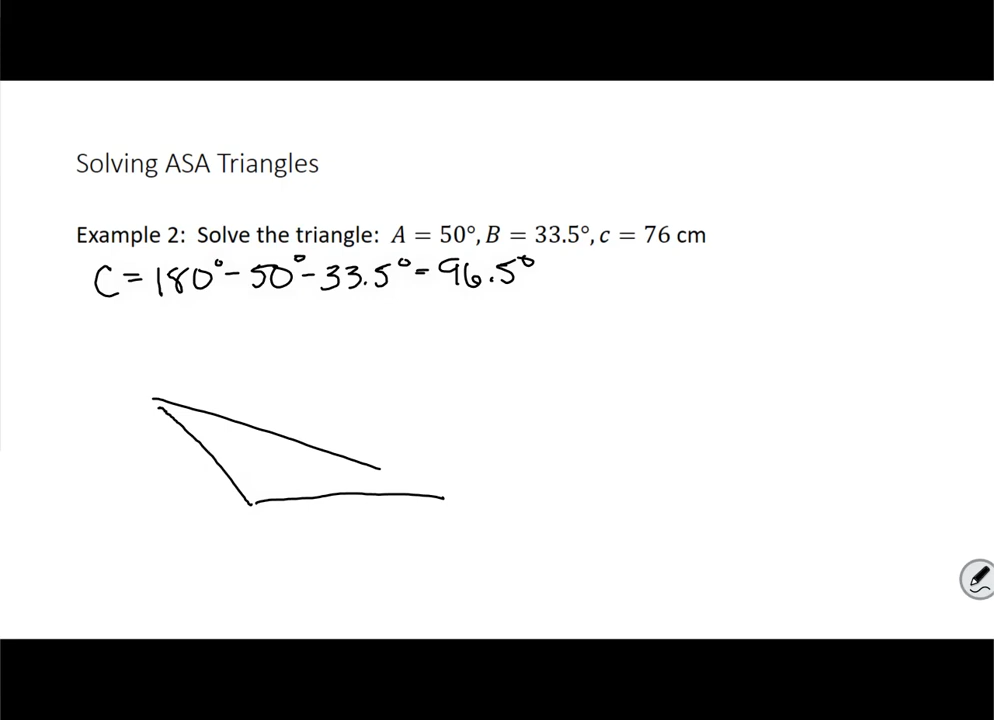 Solving ASA Triangles
Example 2: Solve the triangle: A = 50°, B = 33.5°, c = 76 cm
C = 180° - 50° - 33.5° = 96.5°